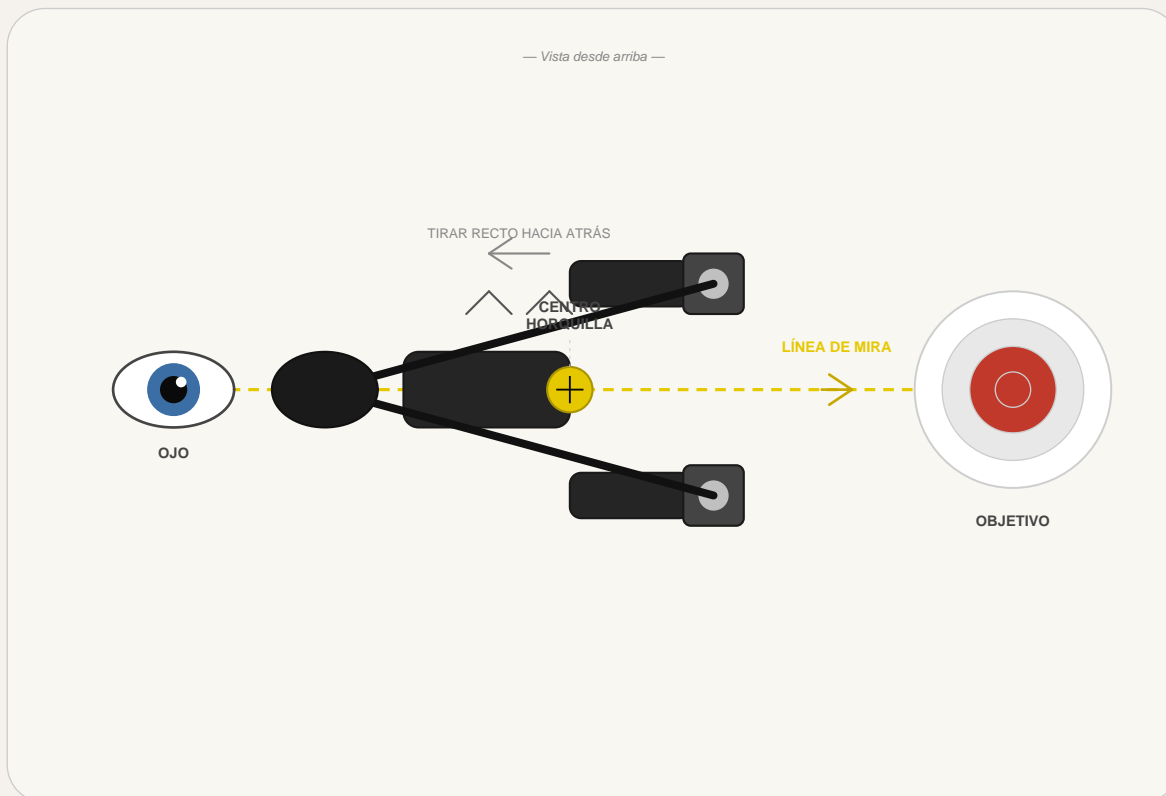 — Vista desde arriba —
TIRAR RECTO HACIA ATRÁS
CENTRO
HORQUILLA
LÍNEA DE MIRA
OJO
OBJETIVO